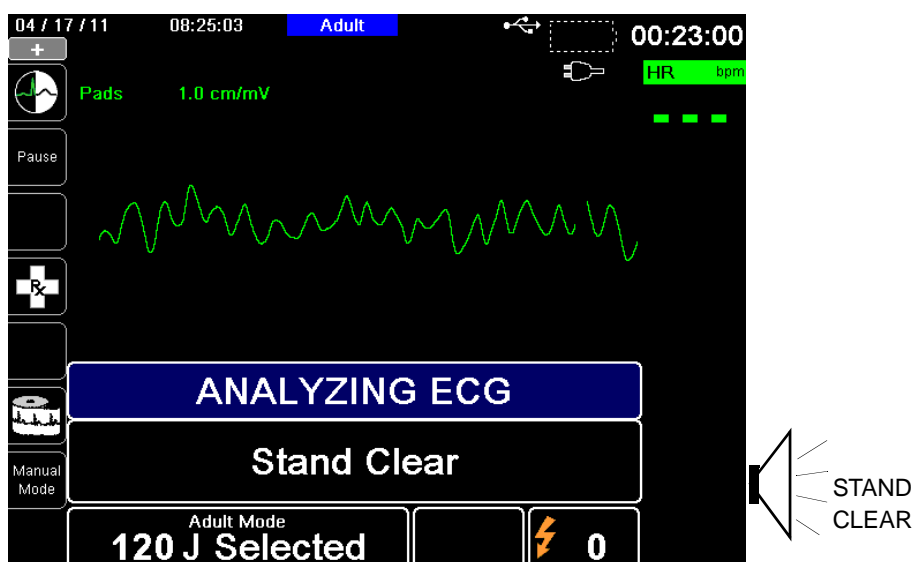 04 / 17 / 11 08:25:03 Adult 00:23:00
+
HR bpm
Pads 1.0 cm/mV
- - -
Pause
Rx
ANALYZING ECG
Stand Clear
Manual
Mode
STAND
CLEAR
Adult Mode
120 J Selected
0